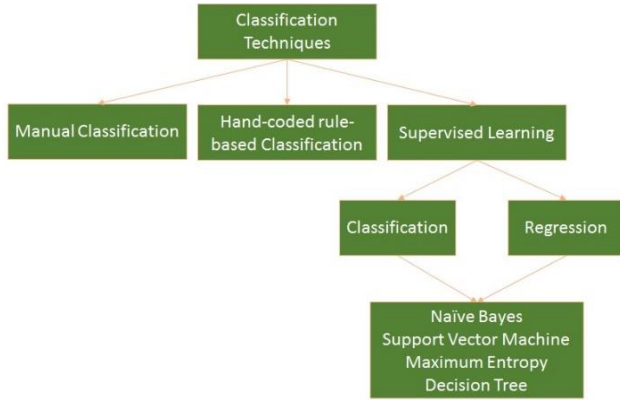 Classification
Techniques
Manual Classification
Hand-coded rule-
based Classification
Supervised Learning
Classification
Regression
Naïve Bayes
Support Vector Machine
Maximum Entropy
Decision Tree